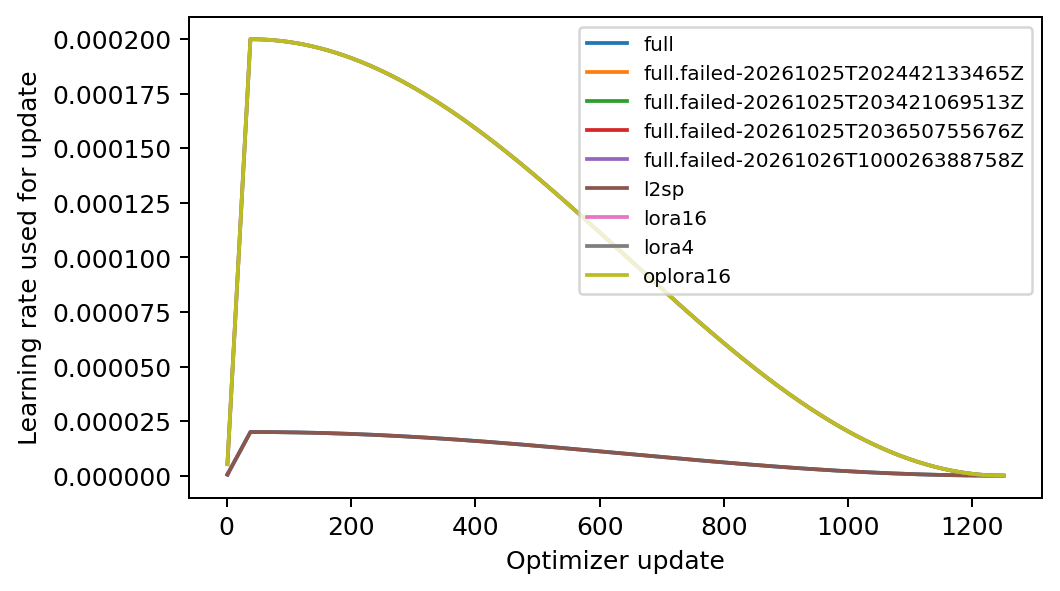 0.000200
0.000175
0.000150
0.000125
0.000100
0.000075
0.000050
0.000025
0.000000
Learning rate used for update
0 200 400 600 800 1000 1200
Optimizer update
full
full.failed-20261025T202442133465Z
full.failed-20261025T203421069513Z
full.failed-20261025T203650755676Z
full.failed-20261026T100026388758Z
l2sp
lora16
lora4
oplora16